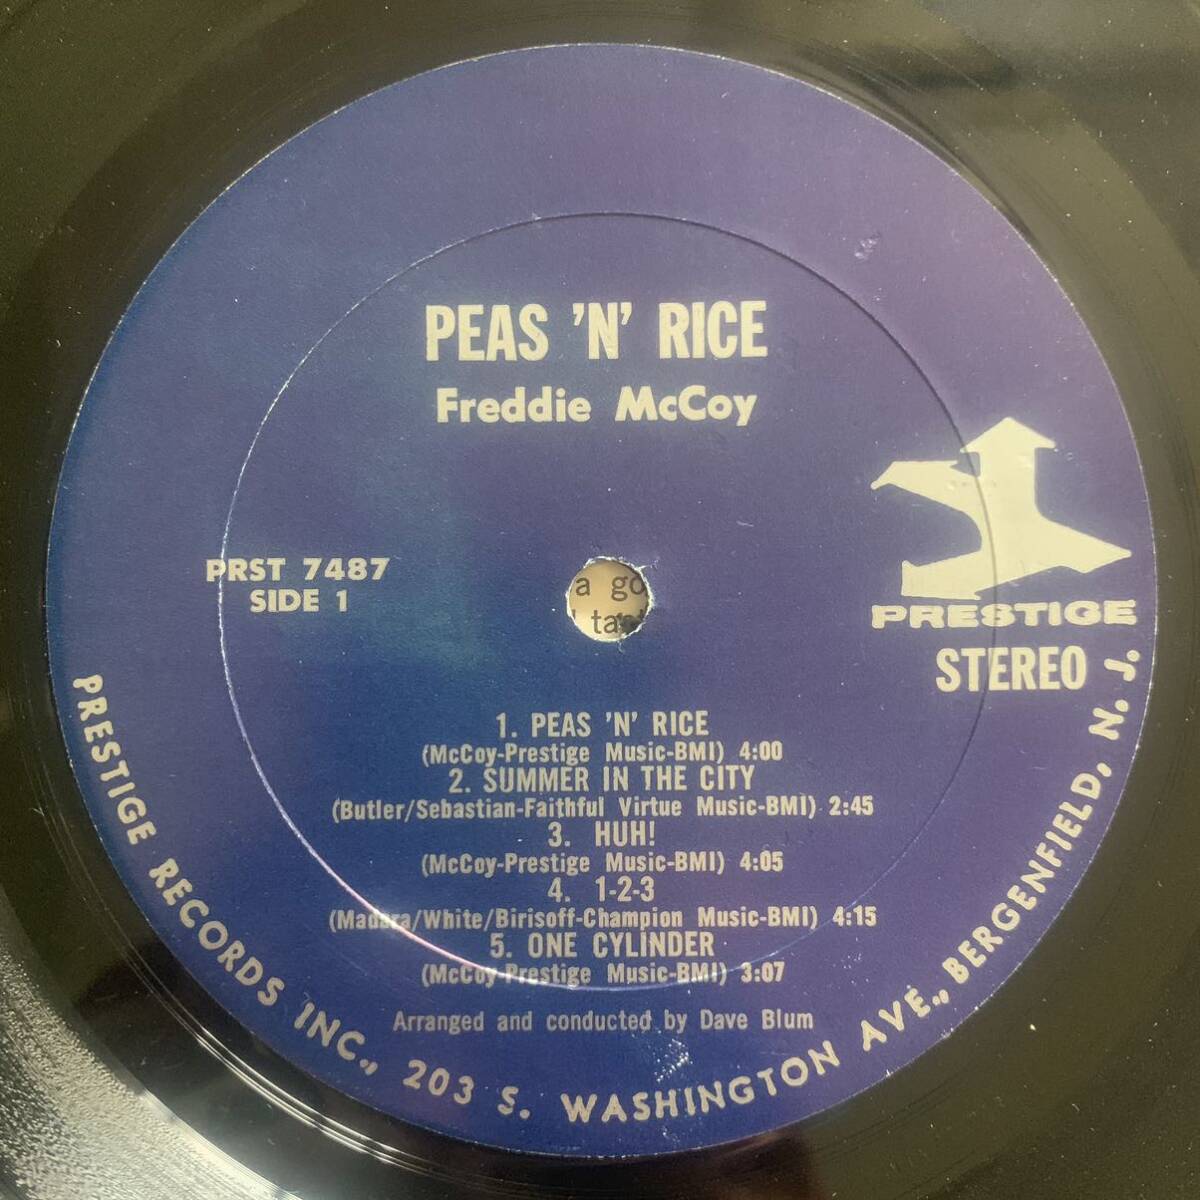 PEAS 'N' RICE
Freddie McCoy
PRST 7487
SIDE 1
a go
PRESTIGE
STEREO
1. PEAS 'N' RICE
(McCoy-Prestige Music-BMI) 4:00
2. SUMMER IN THE CITY
(Butler/Sebastian-Faithful Virtue Music-BMI) 2:45
3. HUH!
(McCoy-Prestige Music-BMI) 4:05
4. 1-2-3
(Madara/White/Birisoff-Champion Music-BMI) 4:15
5. ONE CYLINDER
(McCoy-Prestige Music-BMI) 3:07
Arranged and conducted by Dave Blum
PRESTIGE RECORDS INC., 203 S. WASHINGTON AVE., BERGENFIELD, N. J.